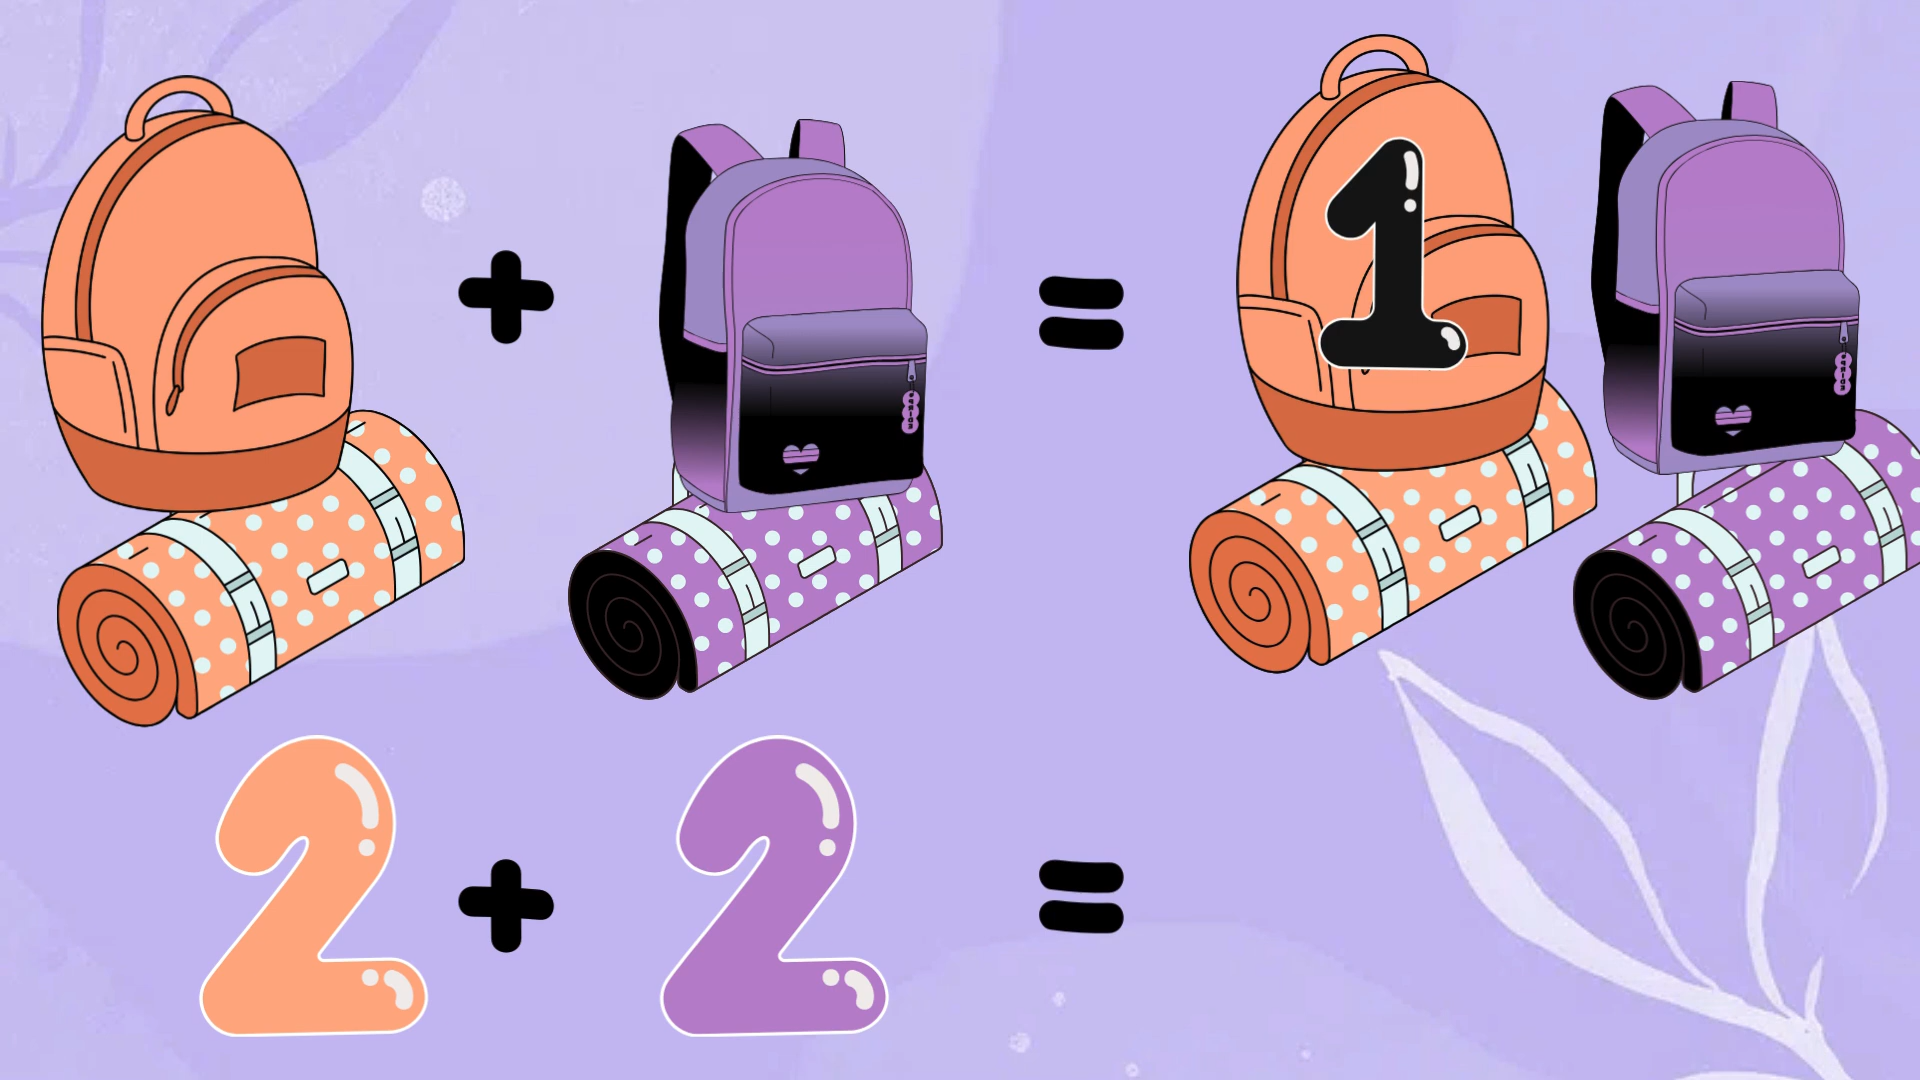 + = 1
2 + 2 =